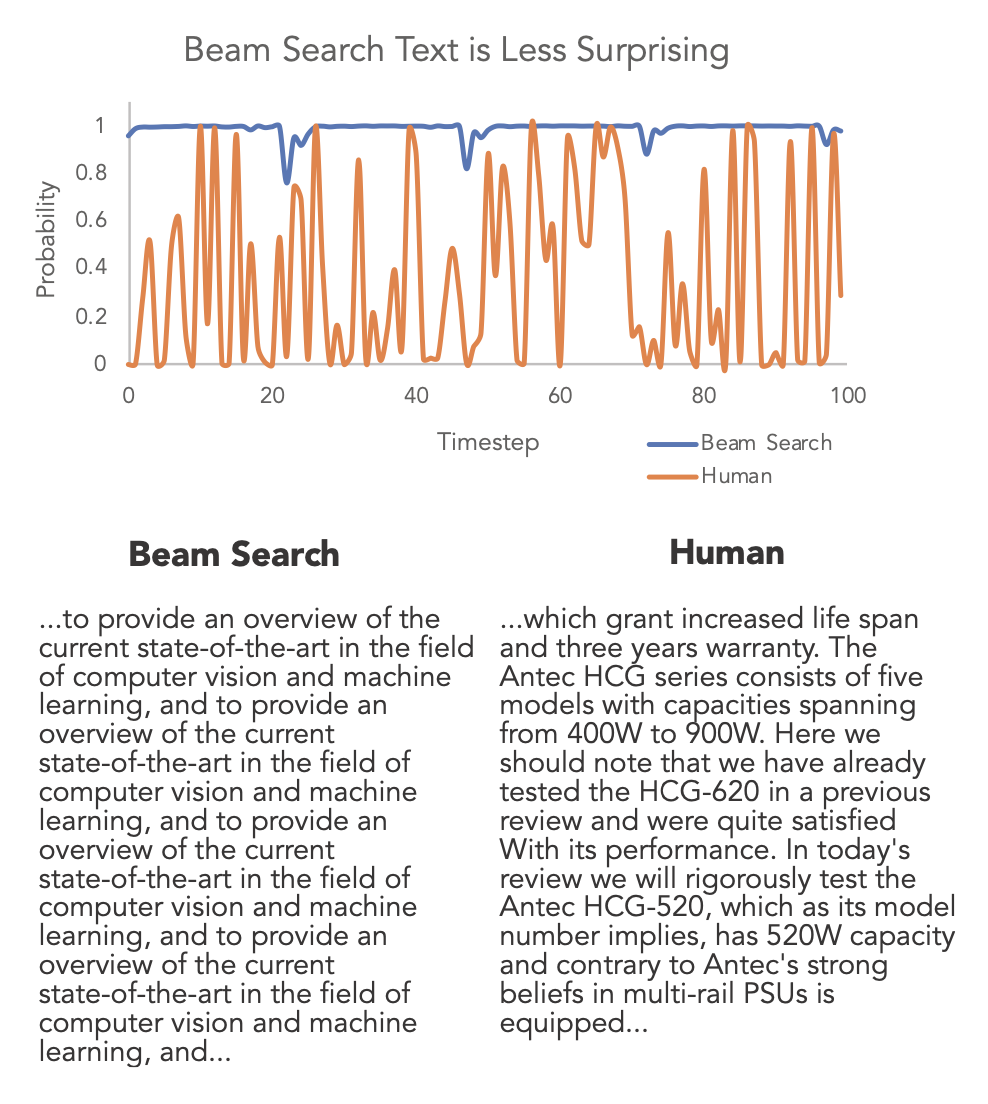 Beam Search Text is Less Surprising
1
0.8
0.6
0.4
0.2
0
Probability
0 20 40 60 80 100
Timestep
Beam Search
Human
Beam Search
...to provide an overview of the
current state-of-the-art in the field
of computer vision and machine
learning, and to provide an
overview of the current
state-of-the-art in the field of
computer vision and machine
learning, and to provide an
overview of the current
state-of-the-art in the field of
computer vision and machine
learning, and to provide an
overview of the current
state-of-the-art in the field of
computer vision and machine
learning, and...
Human
...which grant increased life span
and three years warranty. The
Antec HCG series consists of five
models with capacities spanning
from 400W to 900W. Here we
should note that we have already
tested the HCG-620 in a previous
review and were quite satisfied
With its performance. In today's
review we will rigorously test the
Antec HCG-520, which as its model
number implies, has 520W capacity
and contrary to Antec's strong
beliefs in multi-rail PSUs is
equipped...